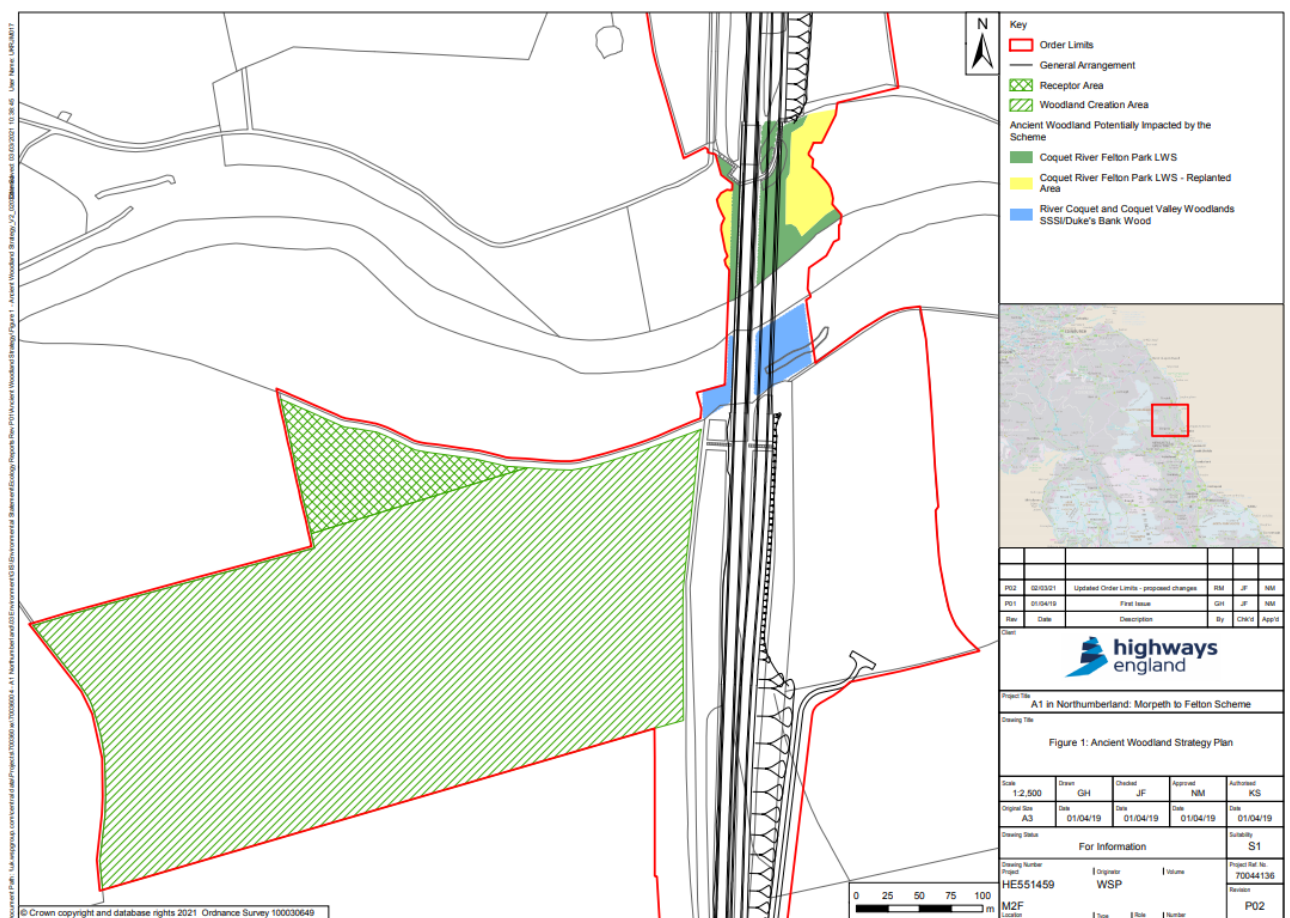 N
Key
Order Limits
General Arrangement
Receptor Area
Woodland Creation Area
Ancient Woodland Potentially Impacted by the
Scheme
Coquet River Felton Park LWS
Coquet River Felton Park LWS - Replanted
Area
River Coquet and Coquet Valley Woodlands
SSSI/Duke's Bank Wood
P02 02/03/21 Updated Order Limits - proposed changes RM JF NM
P01 01/04/19 First Issue GH JF NM
Rev Date Description By Chk'd App'd
Client
highways
england
Project Title
A1 in Northumberland: Morpeth to Felton Scheme
Drawing Title
Figure 1: Ancient Woodland Strategy Plan
Scale Drawn Checked Approved Authorised
1:2,500 GH JF NM KS
Original Size Date Date Date Date
A3 01/04/19 01/04/19 01/04/19 01/04/19
Drawing Status Suitability
For Information S1
Drawing Number Project Ref. No.
Project Originator Volume 70044136
HE551459 WSP
Revision
M2F P02
Location Type Role Number
0 25 50 75 100
m
© Crown copyright and database rights 2021 Ordnance Survey 100030649